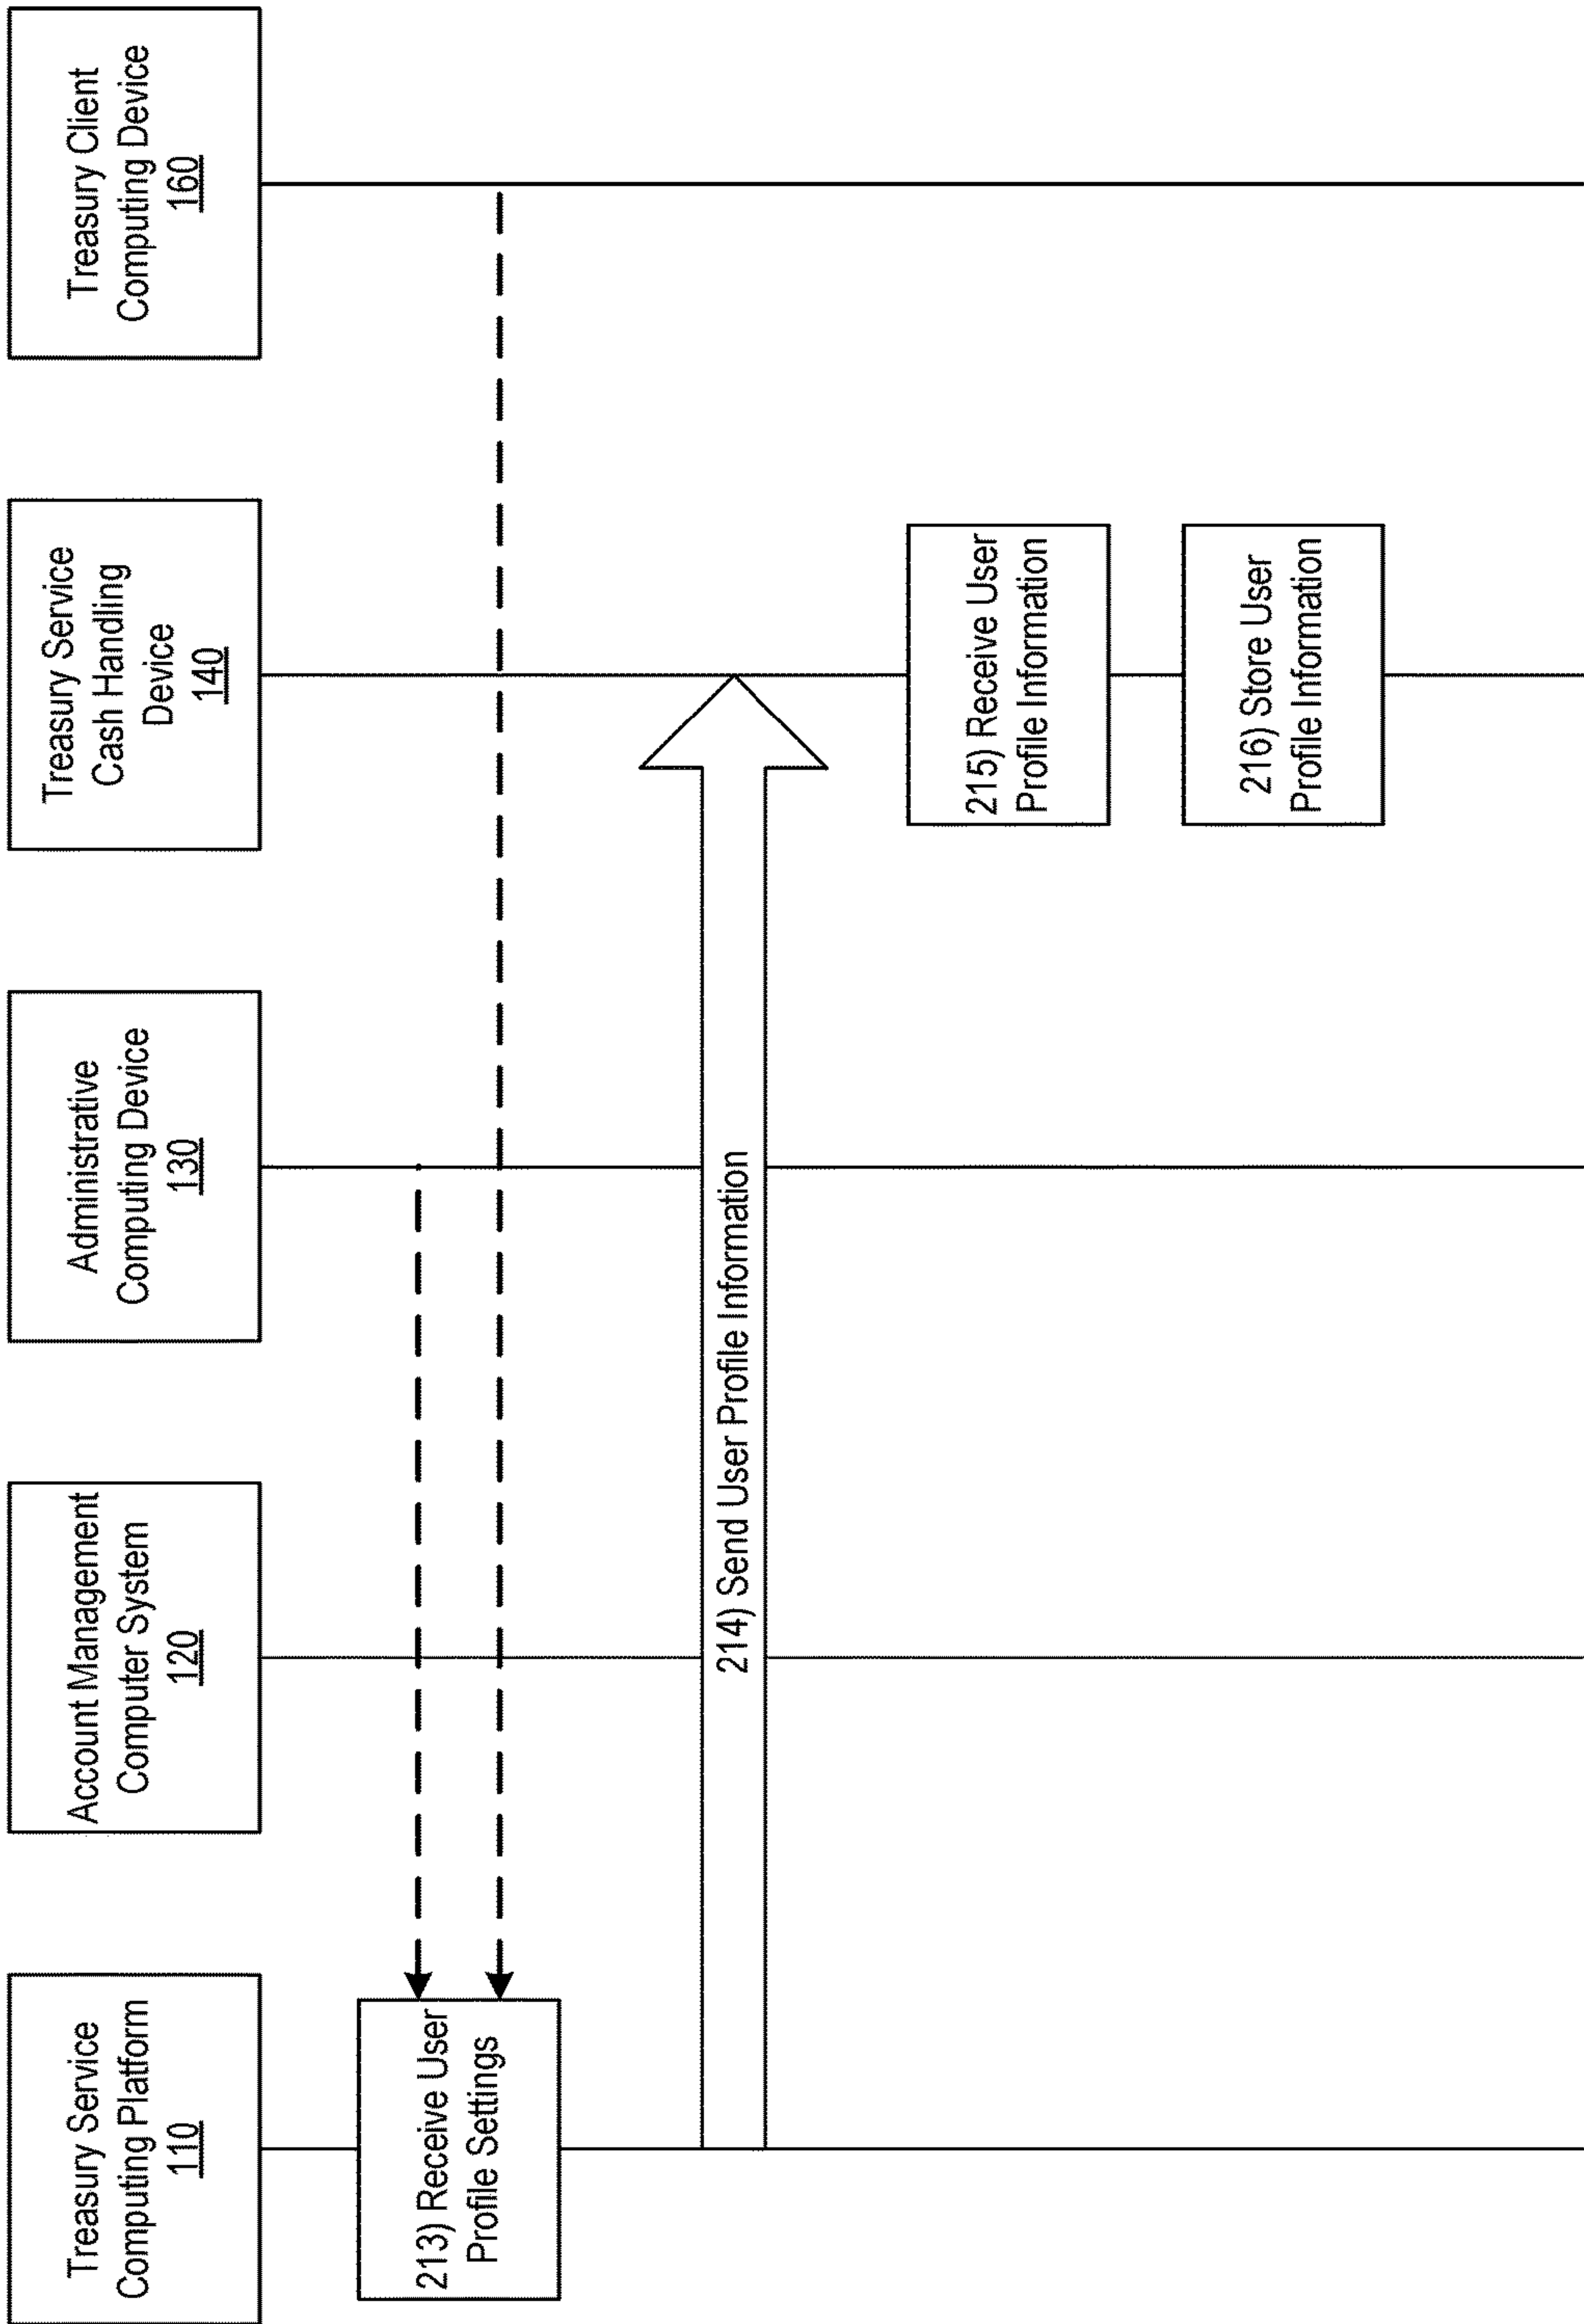 Treasury Service
Computing Platform
110
Account Management
Computer System
120
Administrative
Computing Device
130
Treasury Service
Cash Handling
Device
140
Treasury Client
Computing Device
160
213) Receive User
Profile Settings
214) Send User Profile Information
215) Receive User
Profile Information
216) Store User
Profile Information